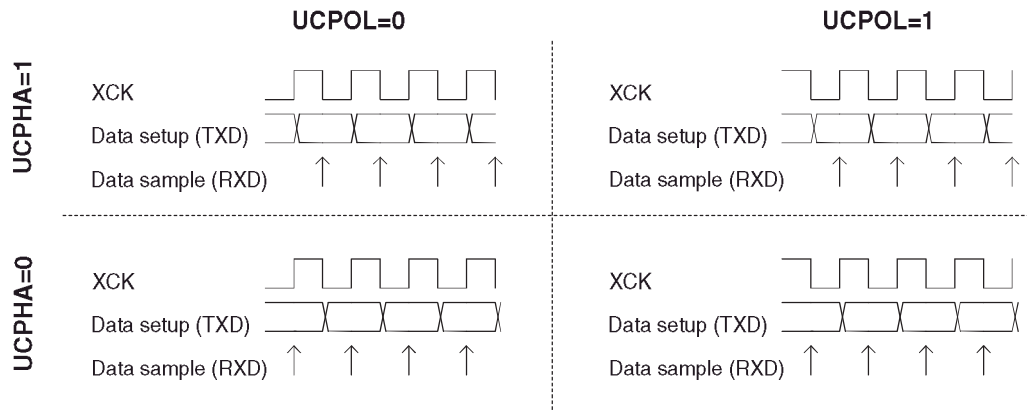 UCPOL=0
UCPOL=1
UCPHA=1
XCK
Data setup (TXD)
Data sample (RXD)
XCK
Data setup (TXD)
Data sample (RXD)
UCPHA=0
XCK
Data setup (TXD)
Data sample (RXD)
XCK
Data setup (TXD)
Data sample (RXD)